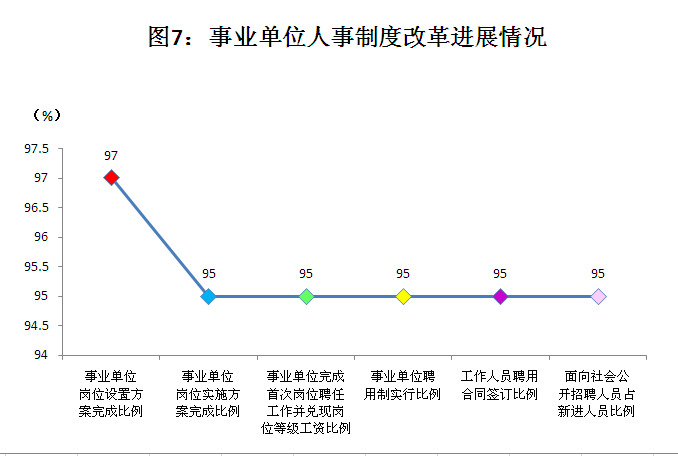 图7：事业单位人事制度改革进展情况
（%）
97.5
97
96.5
96
95.5
95
94.5
94
97
95
95
95
95
95
事业单位
岗位设置方
案完成比例
事业单位
岗位实施方
案完成比例
事业单位完成
首次岗位聘任
工作并兑现岗
位等级工资比例
事业单位聘
用制实行比例
工作人员聘用
合同签订比例
面向社会公
开招聘人员占
新进人员比例